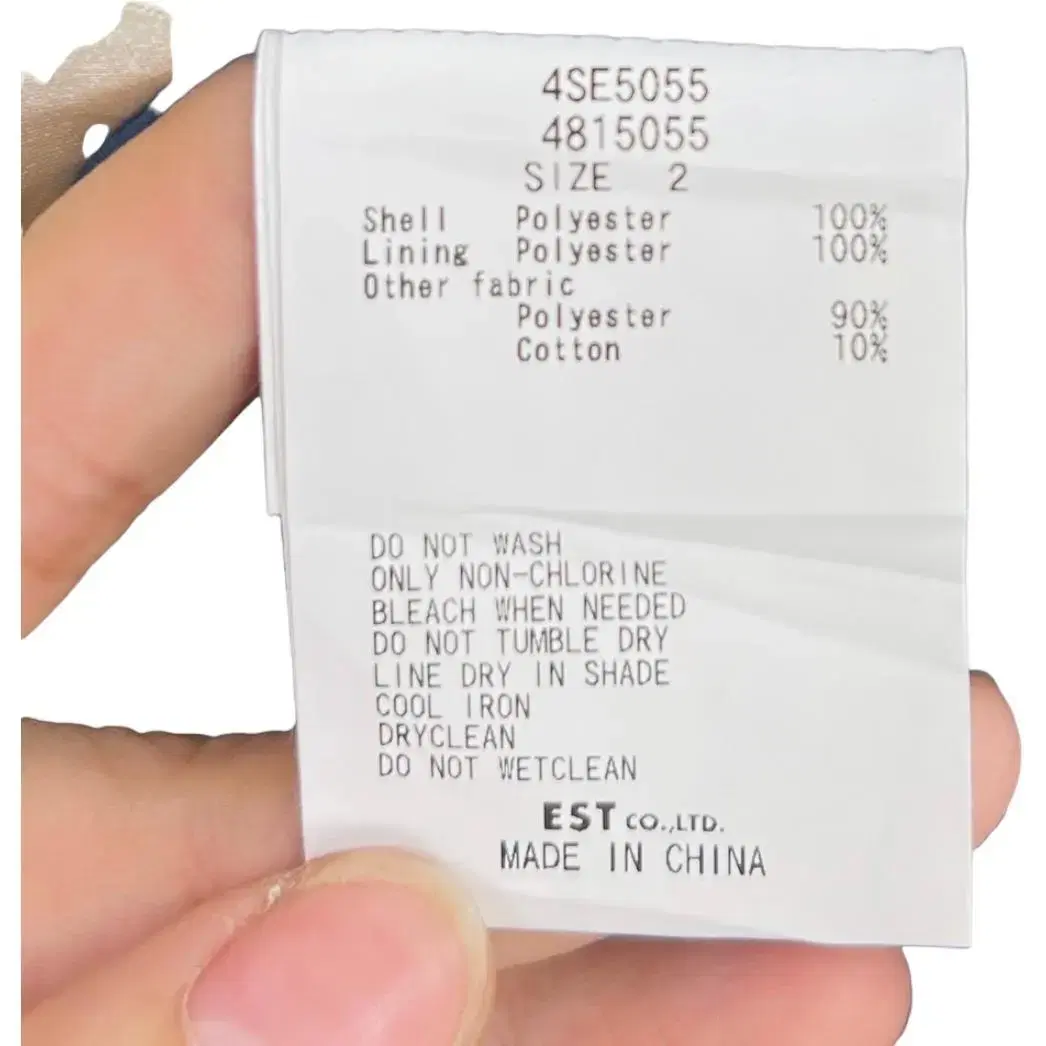 4SE5055
4815055
SIZE 2
Shell Polyester 100%
Lining Polyester 100%
Other fabric
Polyester 90%
Cotton 10%
DO NOT WASH
ONLY NON-CHLORINE
BLEACH WHEN NEEDED
DO NOT TUMBLE DRY
LINE DRY IN SHADE
COOL IRON
DRYCLEAN
DO NOT WETCLEAN
EST CO.,LTD.
MADE IN CHINA